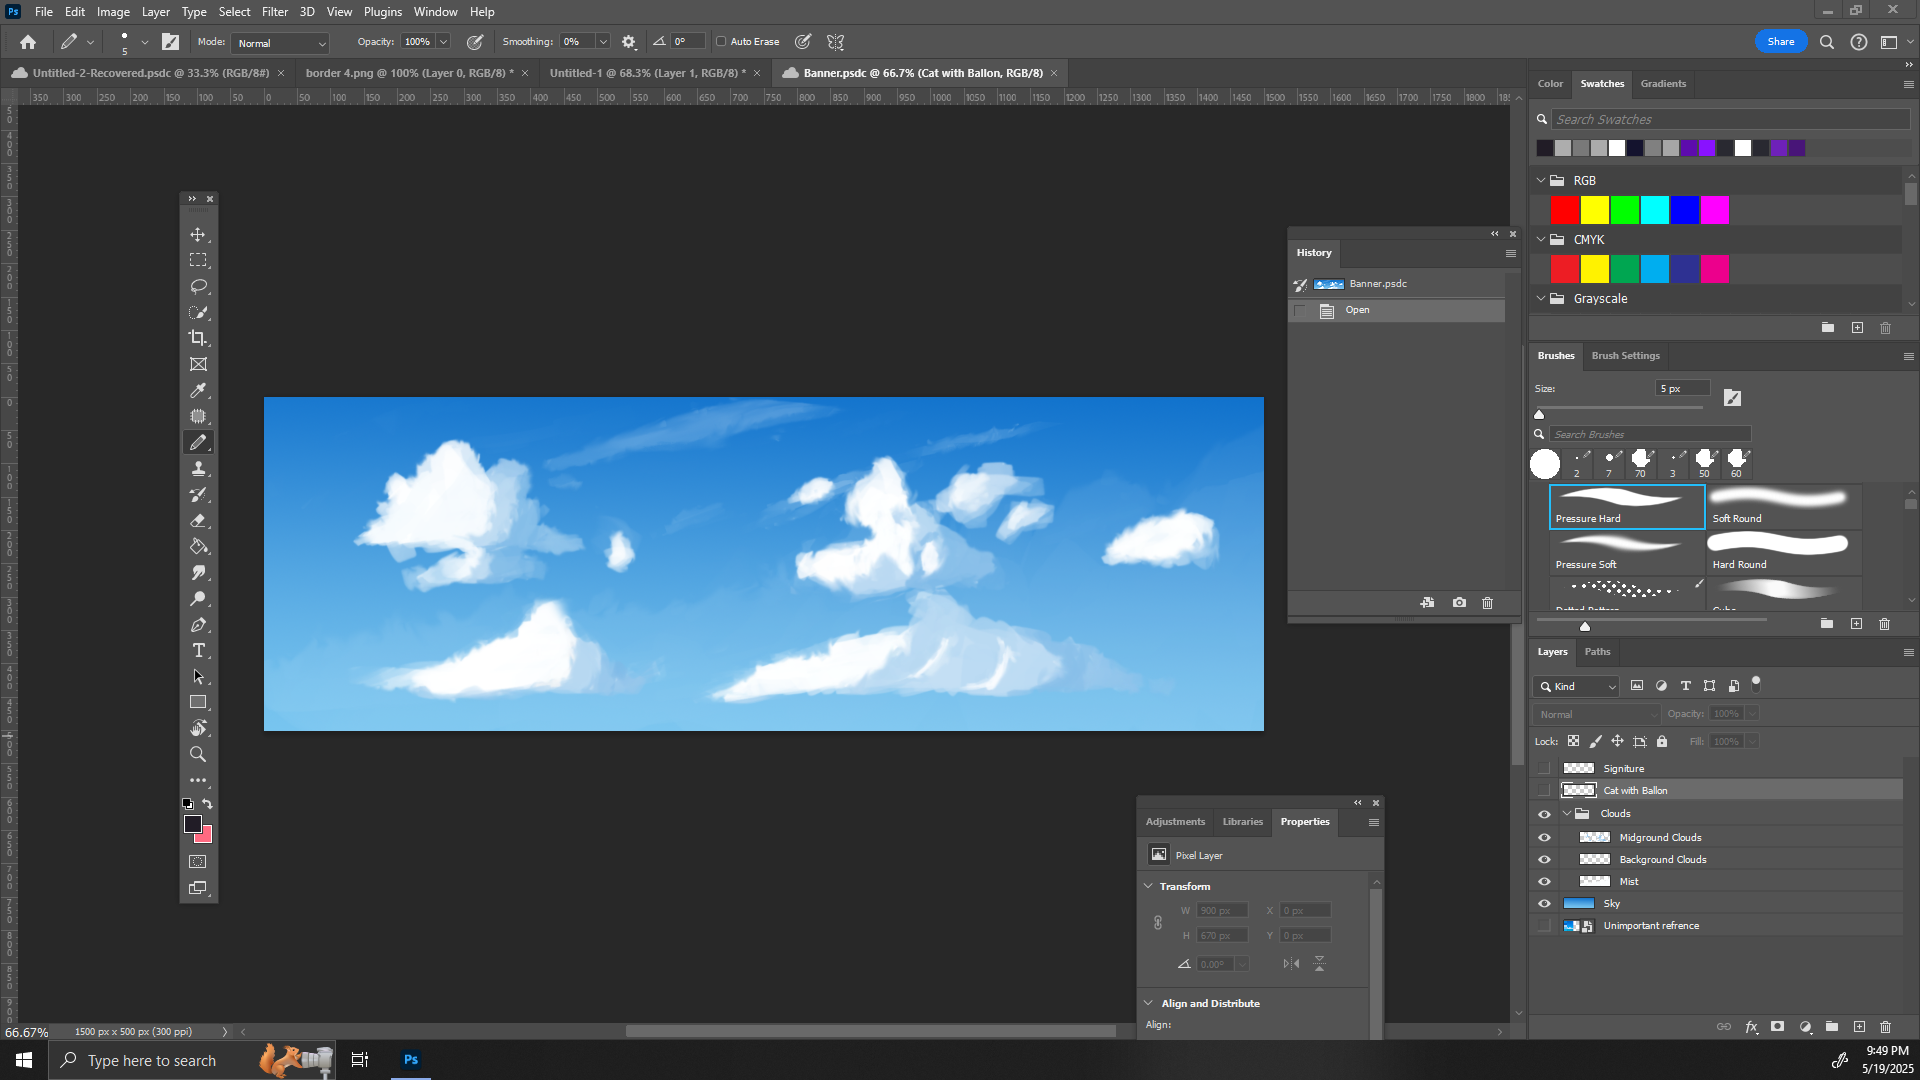 Ps File Edit Image Layer Type Select Filter 3D View Plugins Window Help
5 Mode: Normal Opacity: 100% Smoothing: 0% 0° Auto Erase Share
Untitled-2-Recovered.psdc @ 33.3% (RGB/8#) × border 4.png @ 100% (Layer 0, RGB/8) * × Untitled-1 @ 68.3% (Layer 1, RGB/8) * × Banner.psdc @ 66.7% (Cat with Ballon, RGB/8) ×
350 300 250 200 150 100 50 0 50 100 150 200 250 300 350 400 450 500 550 600 650 700 750 800 850 900 950 1000 1050 1100 1150 1200 1250 1300 1350 1400 1450 1500 1550 1600 1650 1700 1750 1800
Color Swatches Gradients
Search Swatches
RGB
CMYK
Grayscale
History
Banner.psdc
Open
Brushes Brush Settings
Size: 5 px
Search Brushes
2 7 70 3 50 60
Pressure Hard Soft Round
Pressure Soft Hard Round
Layers Paths
Kind
Normal Opacity: 100%
Lock: Fill: 100%
Signiture
Cat with Ballon
Clouds
Midground Clouds
Background Clouds
Mist
Sky
Unimportant refrence
Adjustments Libraries Properties
Pixel Layer
Transform
W 900 px X 0 px
H 670 px Y 0 px
0.00°
Align and Distribute
Align:
66.67% 1500 px x 500 px (300 ppi)
Type here to search
Ps
9:49 PM
5/19/2025